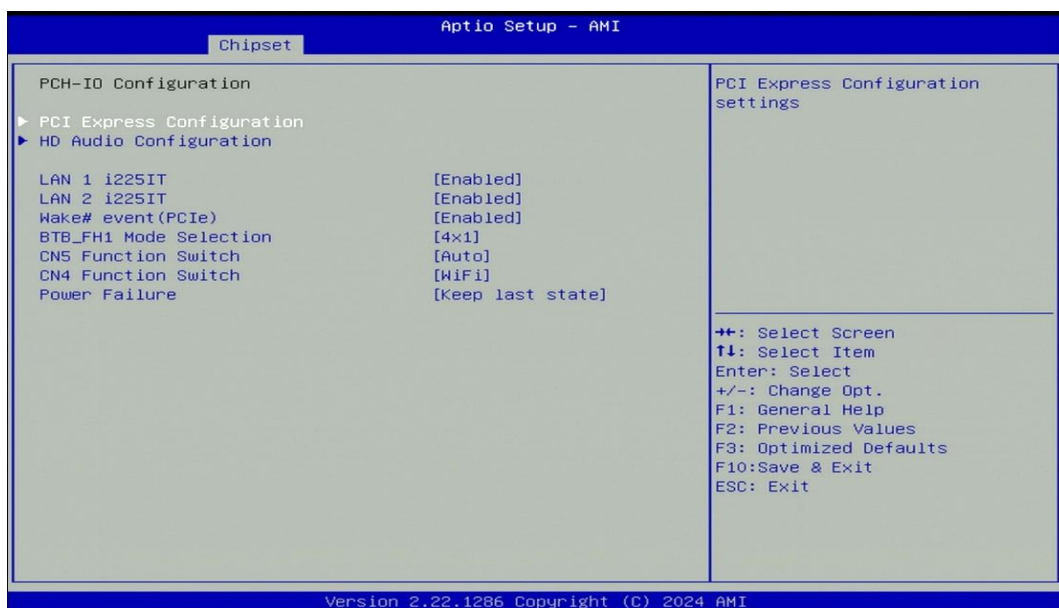 Aptio Setup – AMI
Chipset
PCH-IO Configuration
► PCI Express Configuration
► HD Audio Configuration
LAN 1 i225IT [Enabled]
LAN 2 i225IT [Enabled]
Wake# event(PCIe) [Enabled]
BTB_FH1 Mode Selection [4x1]
CN5 Function Switch [Auto]
CN4 Function Switch [WiFi]
Power Failure [Keep last state]
PCI Express Configuration
settings
→←: Select Screen
↑↓: Select Item
Enter: Select
+/-: Change Opt.
F1: General Help
F2: Previous Values
F3: Optimized Defaults
F10:Save & Exit
ESC: Exit
Version 2.22.1286 Copyright (C) 2024 AMI